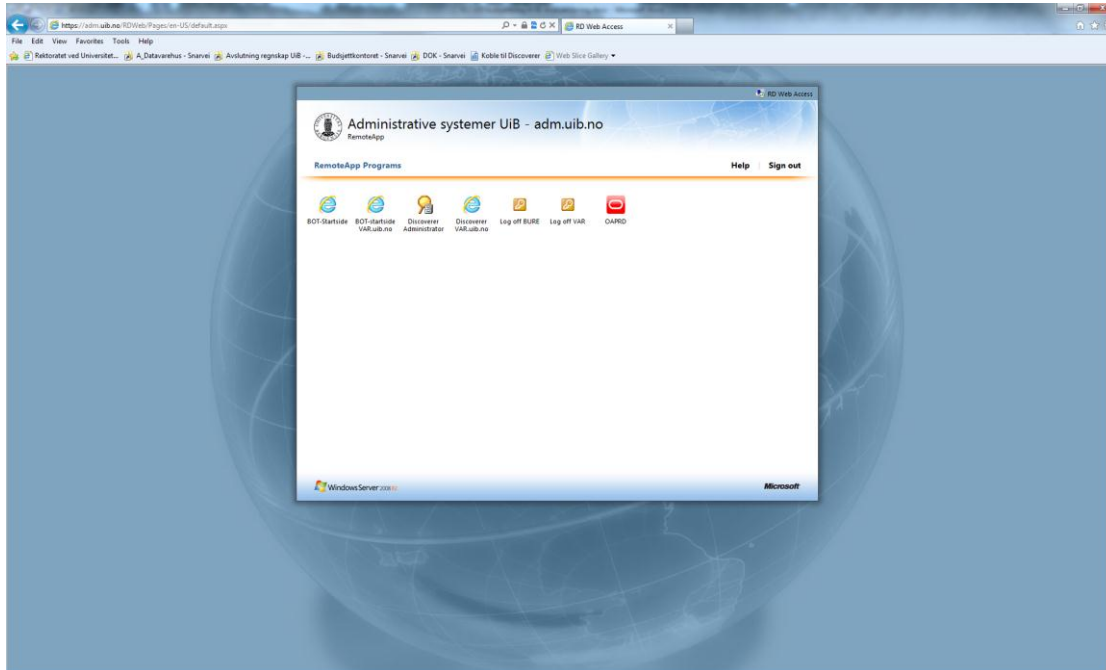 https://adm.uib.no/RDWeb/Pages/en-US/default.aspx
RD Web Access
File Edit View Favorites Tools Help
Rektoratet ved Universitet... A_Datavarehus - Snarvei Avslutning regnskap UiB -... Budsjettkontoret - Snarvei DOK - Snarvei Koble til Discoverer Web Slice Gallery
RD Web Access
Administrative systemer UiB - adm.uib.no
RemoteApp
RemoteApp Programs
Help Sign out
BOT-Startside BOT-startside VAR.uib.no Discoverer Administrator Discoverer VAR.uib.no Log off BURE Log off VAR OAPRD
Windows Server 2008 R2
Microsoft